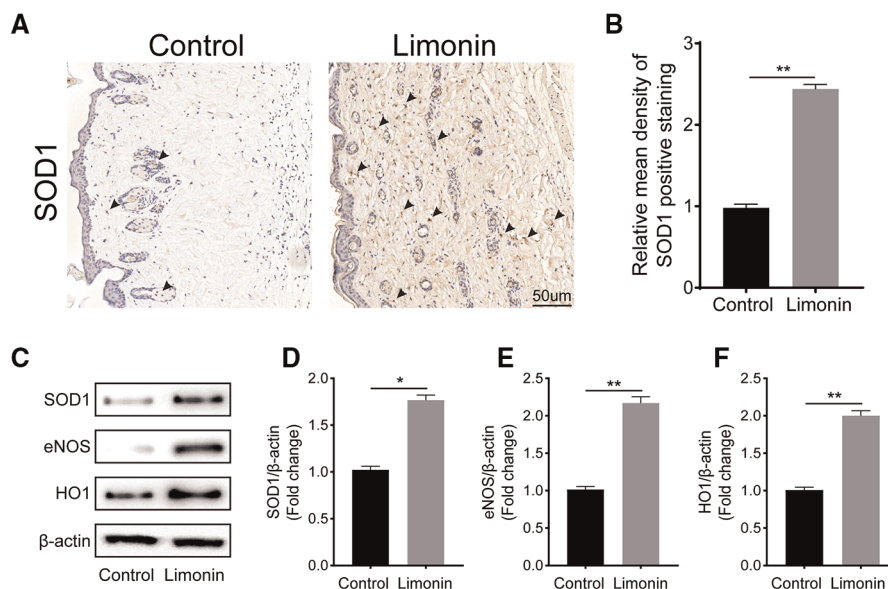 A
Control
Limonin
SOD1
50um
B
Relative mean density of
SOD1 positive staining
3
2
1
0
**
Control
Limonin
C
SOD1
eNOS
HO1
β-actin
Control
Limonin
D
SOD1/β-actin
(Fold change)
2.0
1.5
1.0
0.5
0.0
*
Control
Limonin
E
eNOS/β-actin
(Fold change)
2.5
2.0
1.5
1.0
0.5
0.0
**
Control
Limonin
F
HO1/β-actin
(Fold change)
2.5
2.0
1.5
1.0
0.5
0.0
**
Control
Limonin